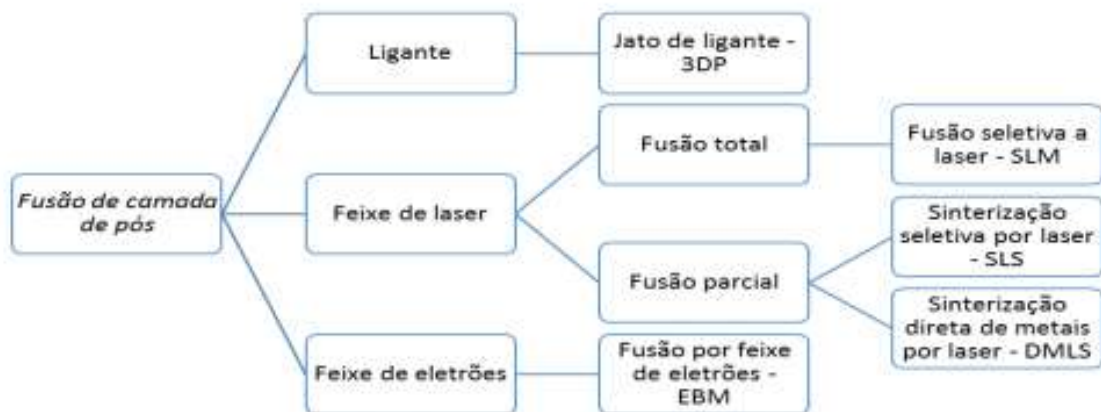 Fusão de camada
de pós
Ligante
Jato de ligante -
3DP
Feixe de laser
Fusão total
Fusão seletiva a
laser - SLM
Fusão parcial
Sinterização
seletiva por laser
- SLS
Sinterização
direta de metais
por laser - DMLS
Feixe de eletrões
Fusão por feixe
de eletrões -
EBM